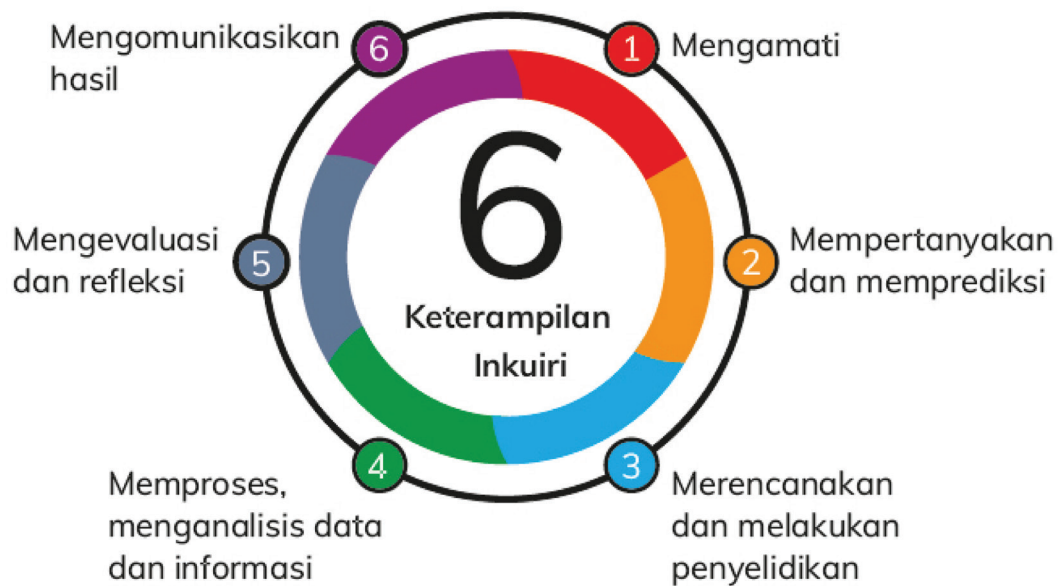 6
Keterampilan
Inkuiri
1
Mengamati
2
Mempertanyakan
dan memprediksi
3
Merencanakan
dan melakukan
penyelidikan
4
Memproses,
menganalisis data
dan informasi
5
Mengevaluasi
dan refleksi
6
Mengomunikasikan
hasil